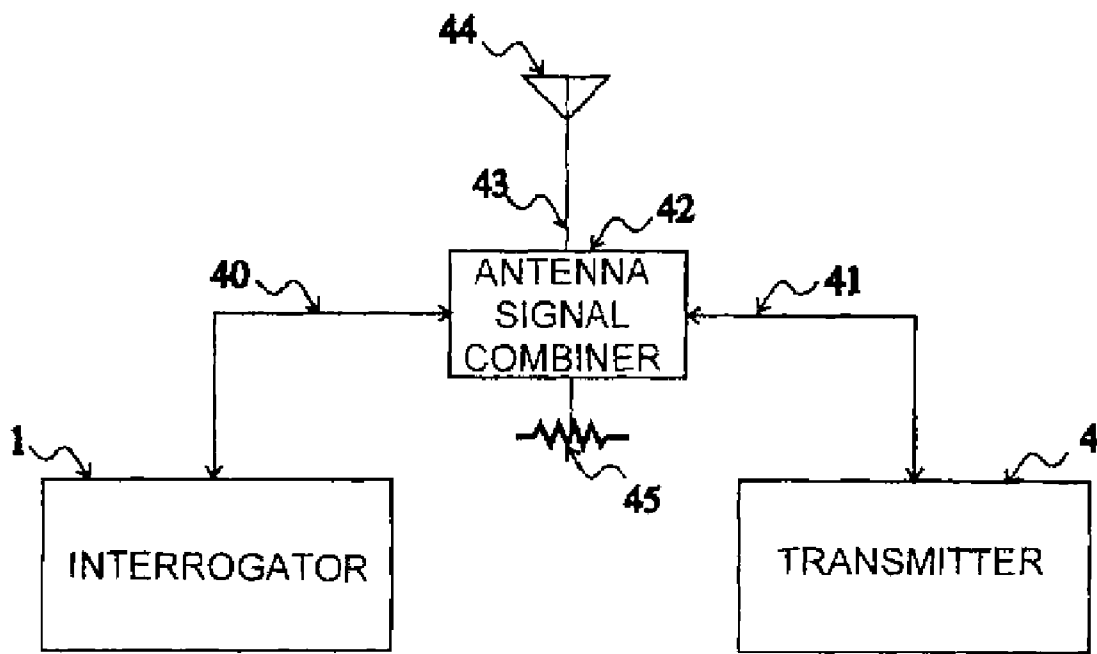 44
43
42
ANTENNA
SIGNAL
COMBINER
40
41
45
1
INTERROGATOR
4
TRANSMITTER